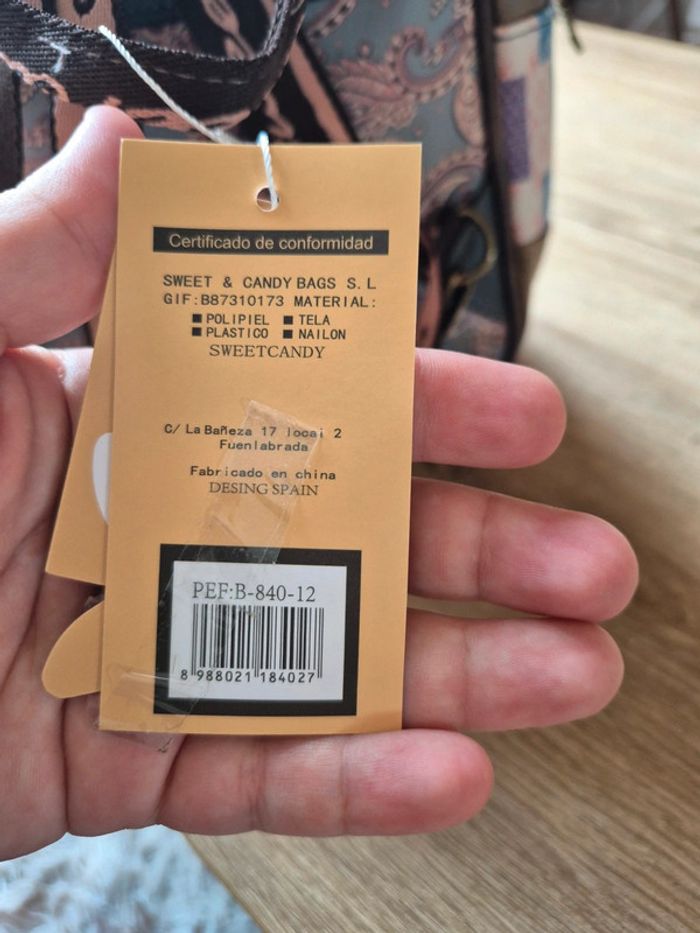 Certificado de conformidad
SWEET & CANDY BAGS S.L
GIF:B87310173 MATERIAL:
POLIPIEL TELA
PLASTICO NAILON
SWEETCANDY
C/ La Bañeza 17 local 2
Fuenlabrada
Fabricado en china
DESING SPAIN
PEF:B-840-12
8 988021 184027